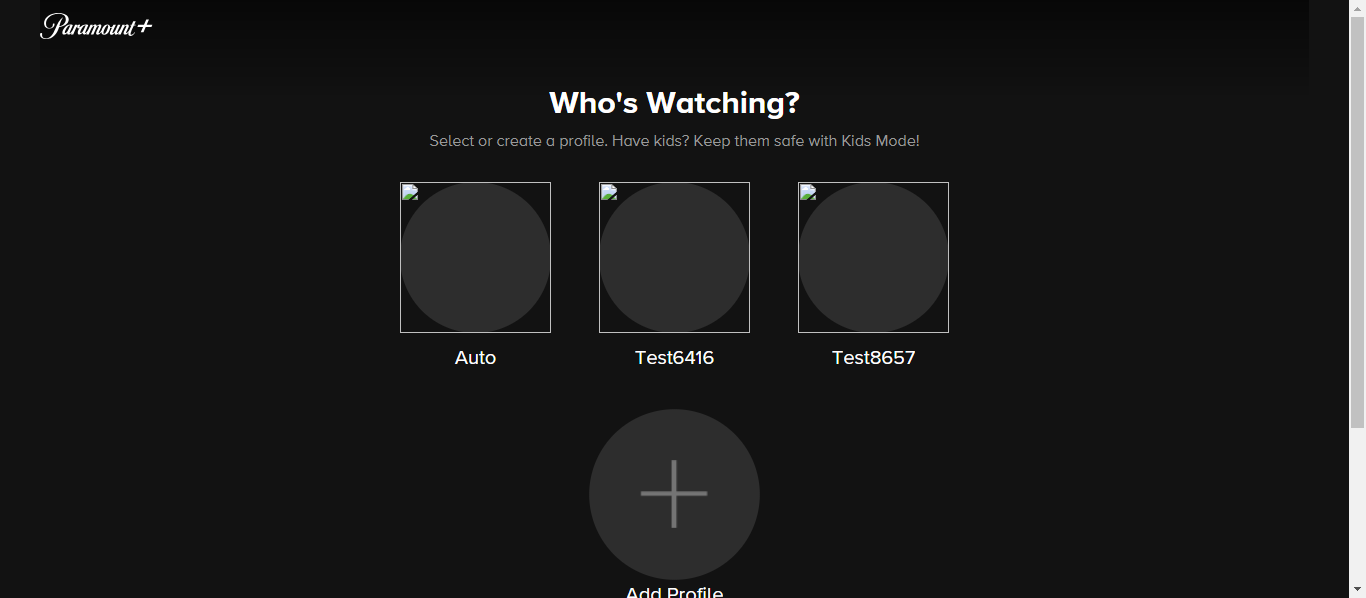 Paramount+
Who's Watching?
Select or create a profile. Have kids? Keep them safe with Kids Mode!
Auto
Test6416
Test8657
Add Profile